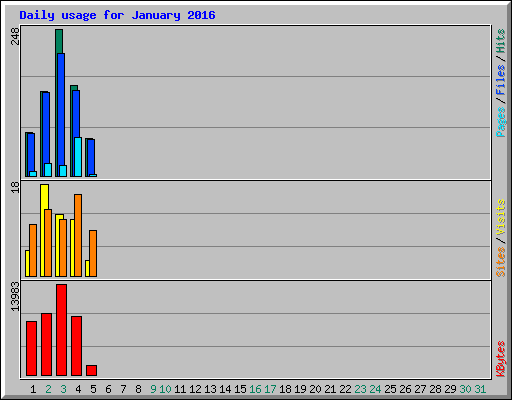 Daily usage for January 2016
248
Pages/Files/Hits
18
Sites/Visits
13983
KBytes
1 2 3 4 5 6 7 8 9 10 11 12 13 14 15 16 17 18 19 20 21 22 23 24 25 26 27 28 29 30 31